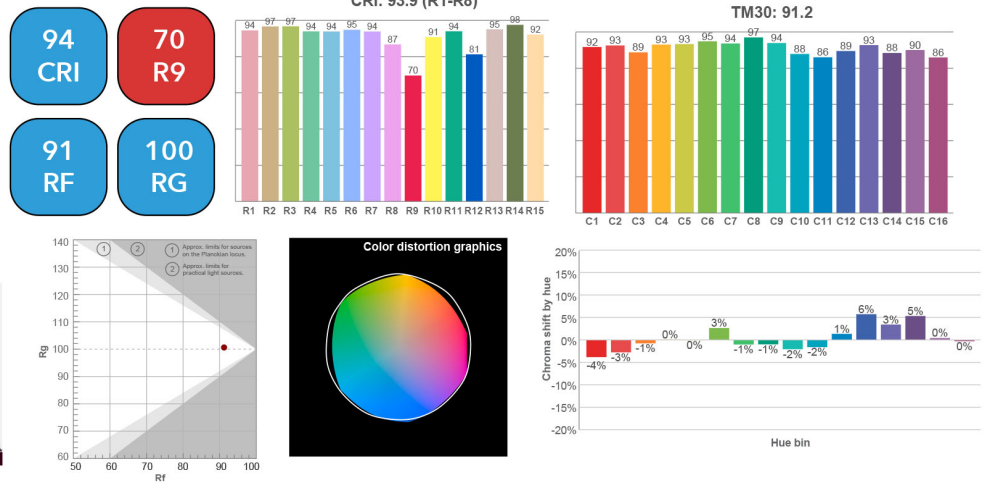 94
CRI
70
R9
91
RF
100
RG
CRI: 93.9 (R1-R8)
94 97 97 94 94 95 94 87 70 91 94 81 95 98 92
R1 R2 R3 R4 R5 R6 R7 R8 R9 R10 R11 R12 R13 R14 R15
TM30: 91.2
92 93 89 93 93 95 94 97 94 88 86 89 93 88 90 86
C1 C2 C3 C4 C5 C6 C7 C8 C9 C10 C11 C12 C13 C14 C15 C16
140
120
110
100
90
80
70
60
Rg
50 60 70 80 90 100
Rf
1 2
1 Approx. limits for sources
on the Planckian locus.
2 Approx. limits for
practical light sources.
Color distortion graphics
20%
15%
10%
5%
0%
-5%
-10%
-15%
-20%
Chroma shift by hue
-4% -3% -1% 0% 0% 3% -1% -1% -2% -2% 1% 6% 3% 5% 0% 0%
Hue bin